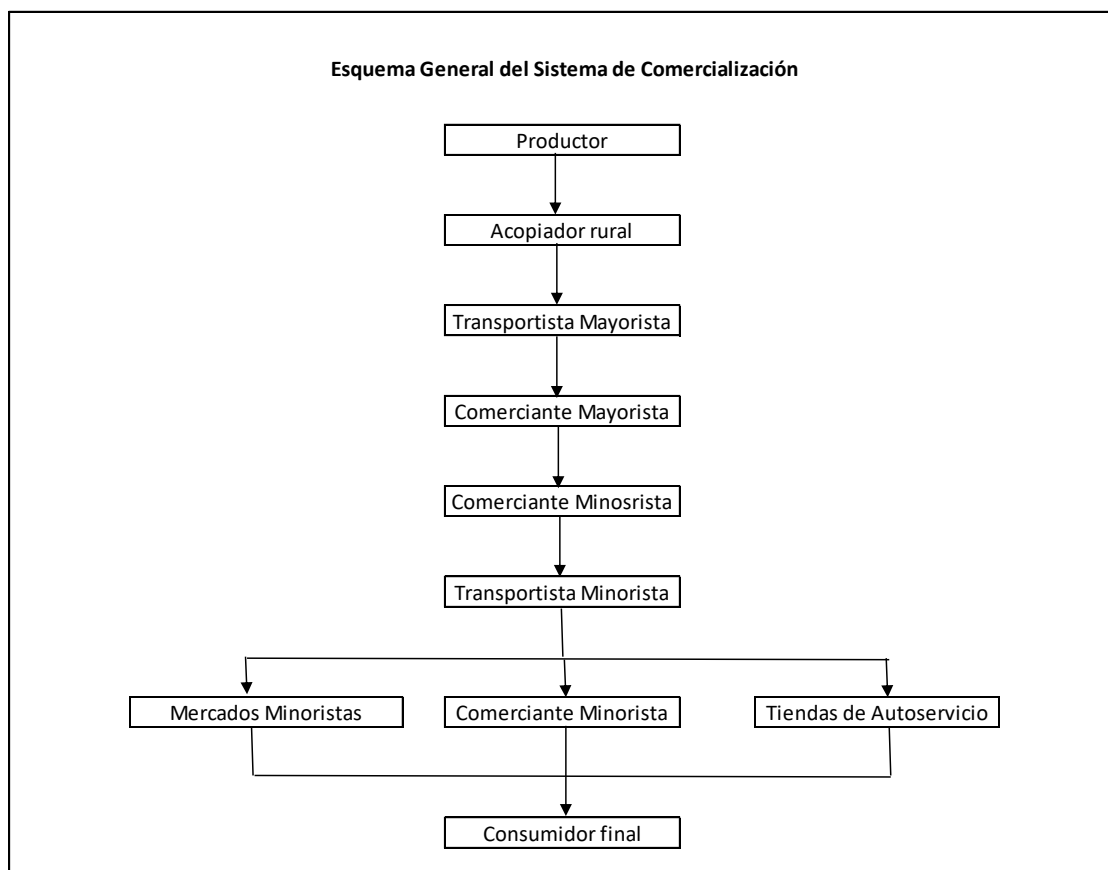 Esquema General del Sistema de Comercialización
Productor
Acopiador rural
Transportista Mayorista
Comerciante Mayorista
Comerciante Minosrista
Transportista Minorista
Mercados Minoristas
Comerciante Minorista
Tiendas de Autoservicio
Consumidor final